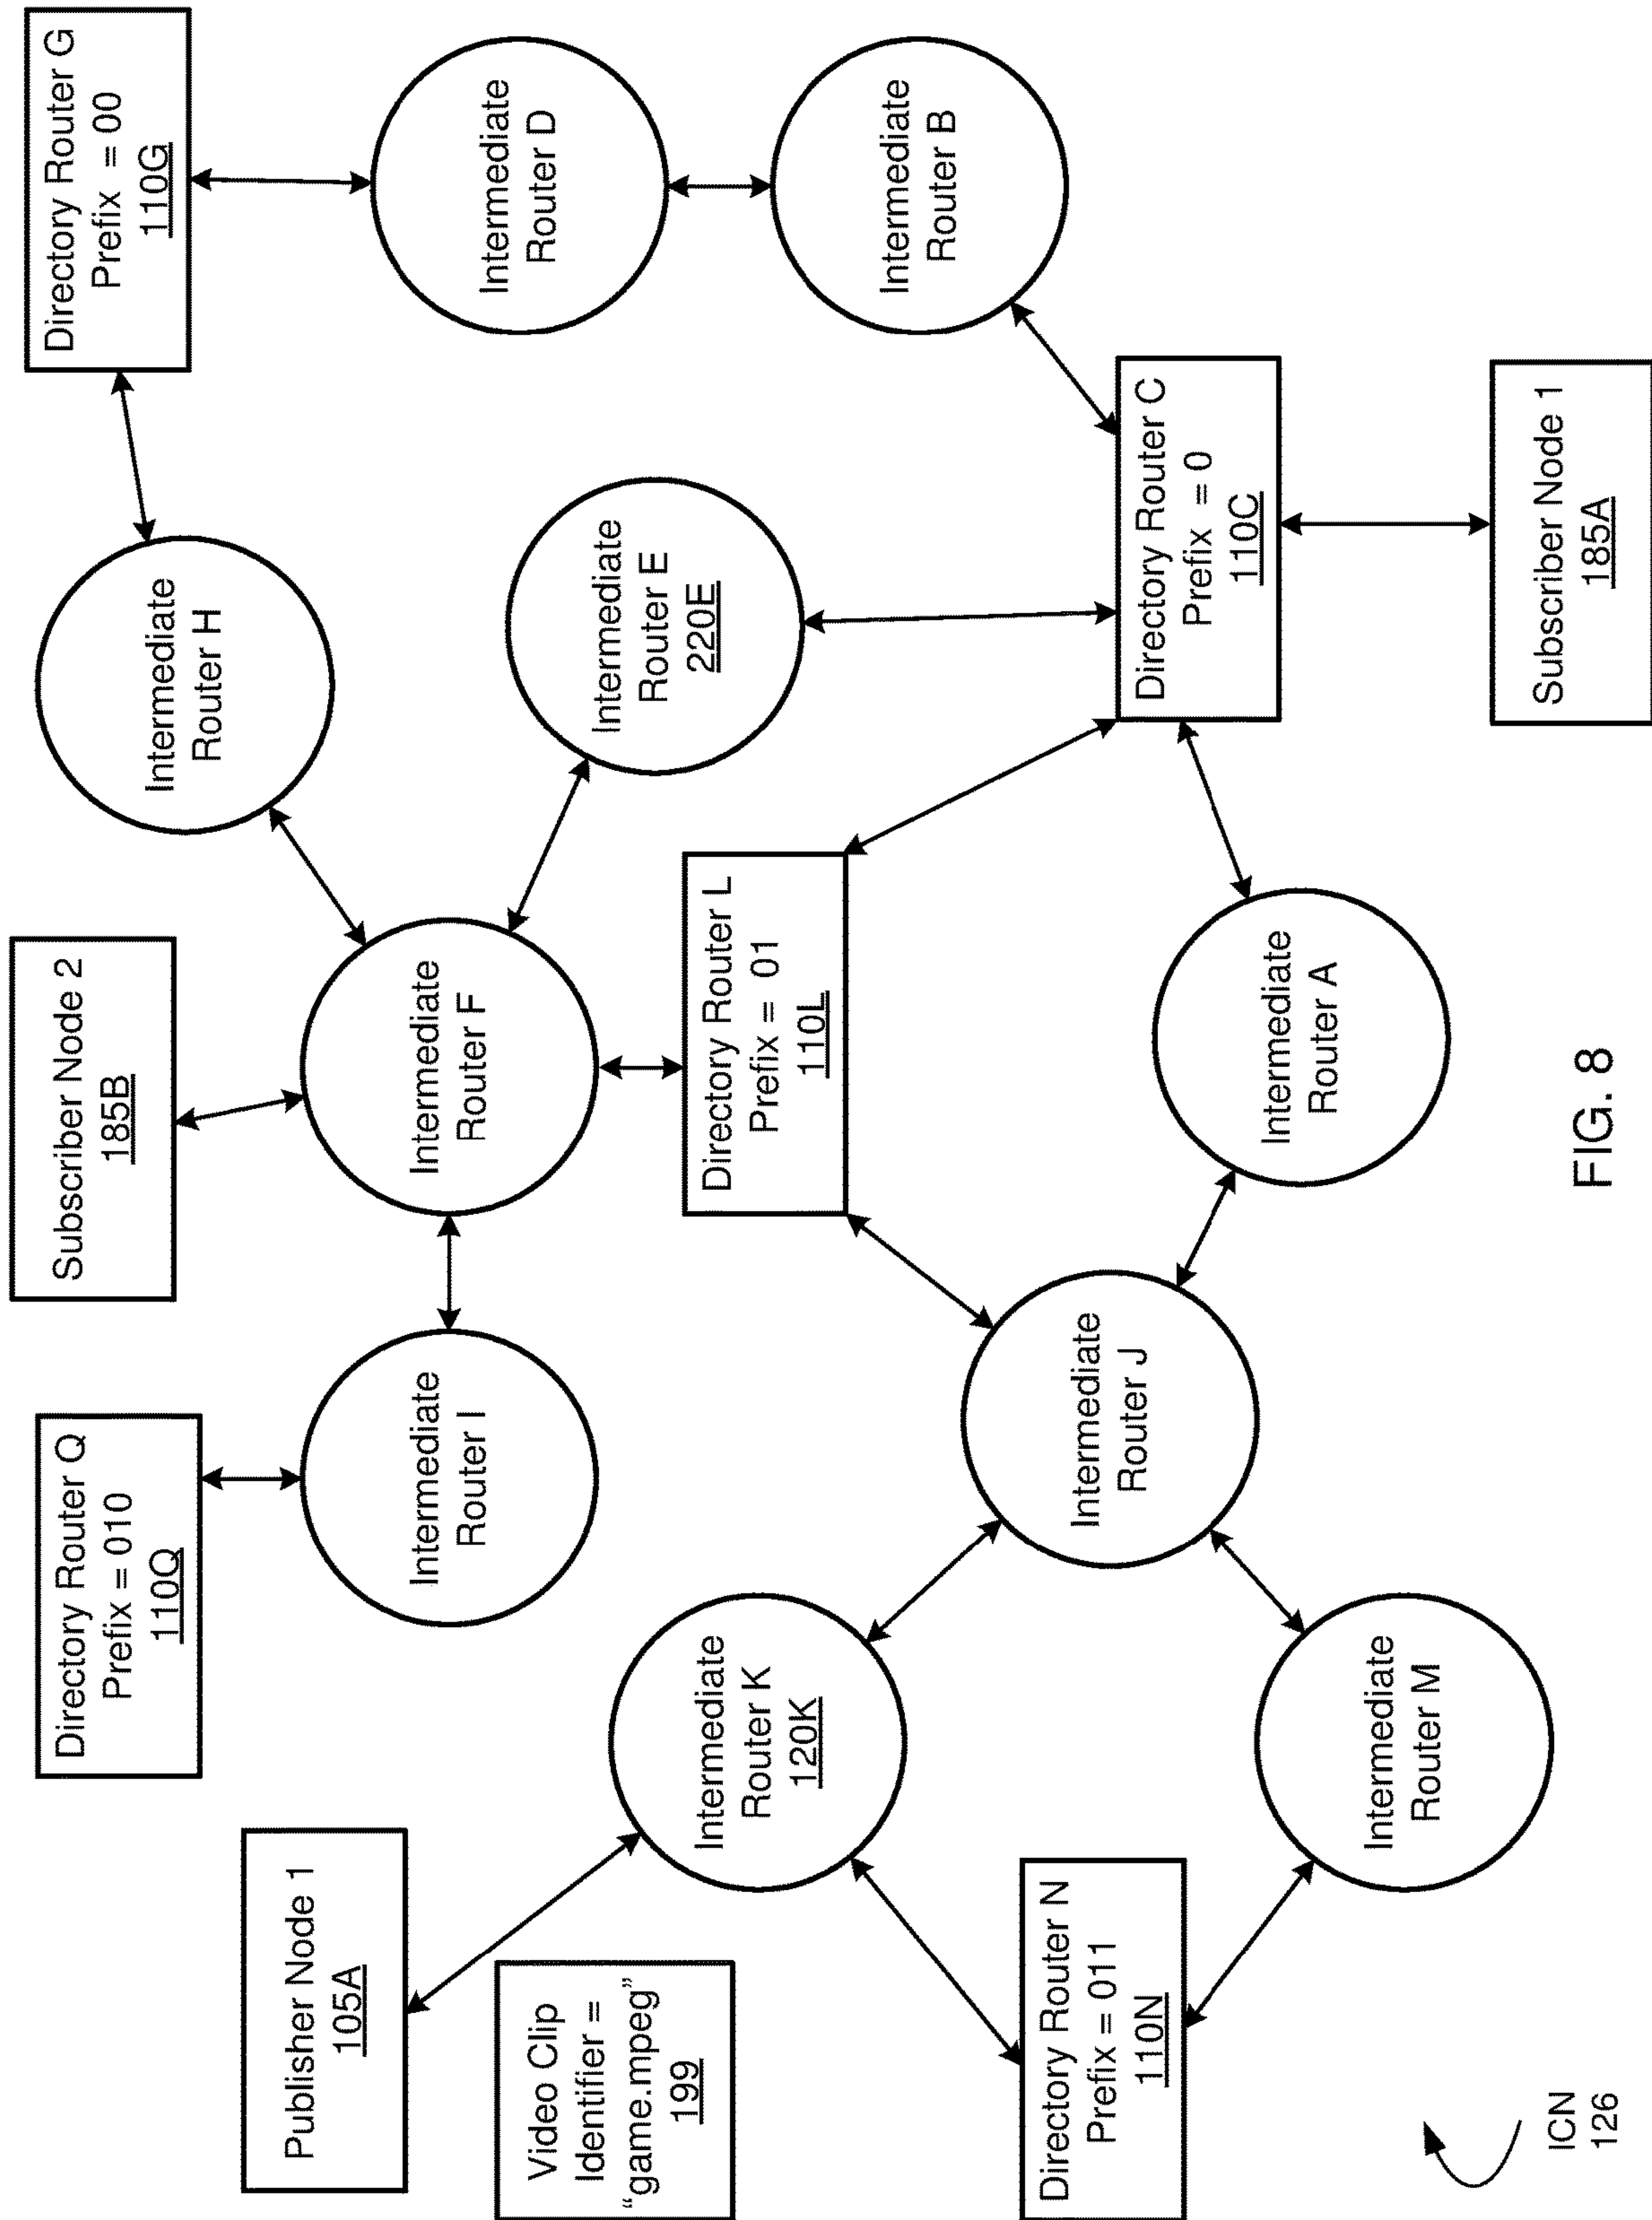 Directory Router Q
Prefix = 010
110Q
Subscriber Node 2
185B
Intermediate
Router H
Directory Router G
Prefix = 00
110G
Publisher Node 1
105A
Intermediate
Router I
Intermediate
Router F
Intermediate
Router D
Video Clip
Identifier =
“game.mpeg”
199
Intermediate
Router K
120K
Directory Router L
Prefix = 01
110L
Intermediate
Router E
220E
Intermediate
Router B
Directory Router N
Prefix = 011
110N
Intermediate
Router J
Directory Router C
Prefix = 0
110C
Intermediate
Router M
Intermediate
Router A
Subscriber Node 1
185A
ICN
126
FIG. 8